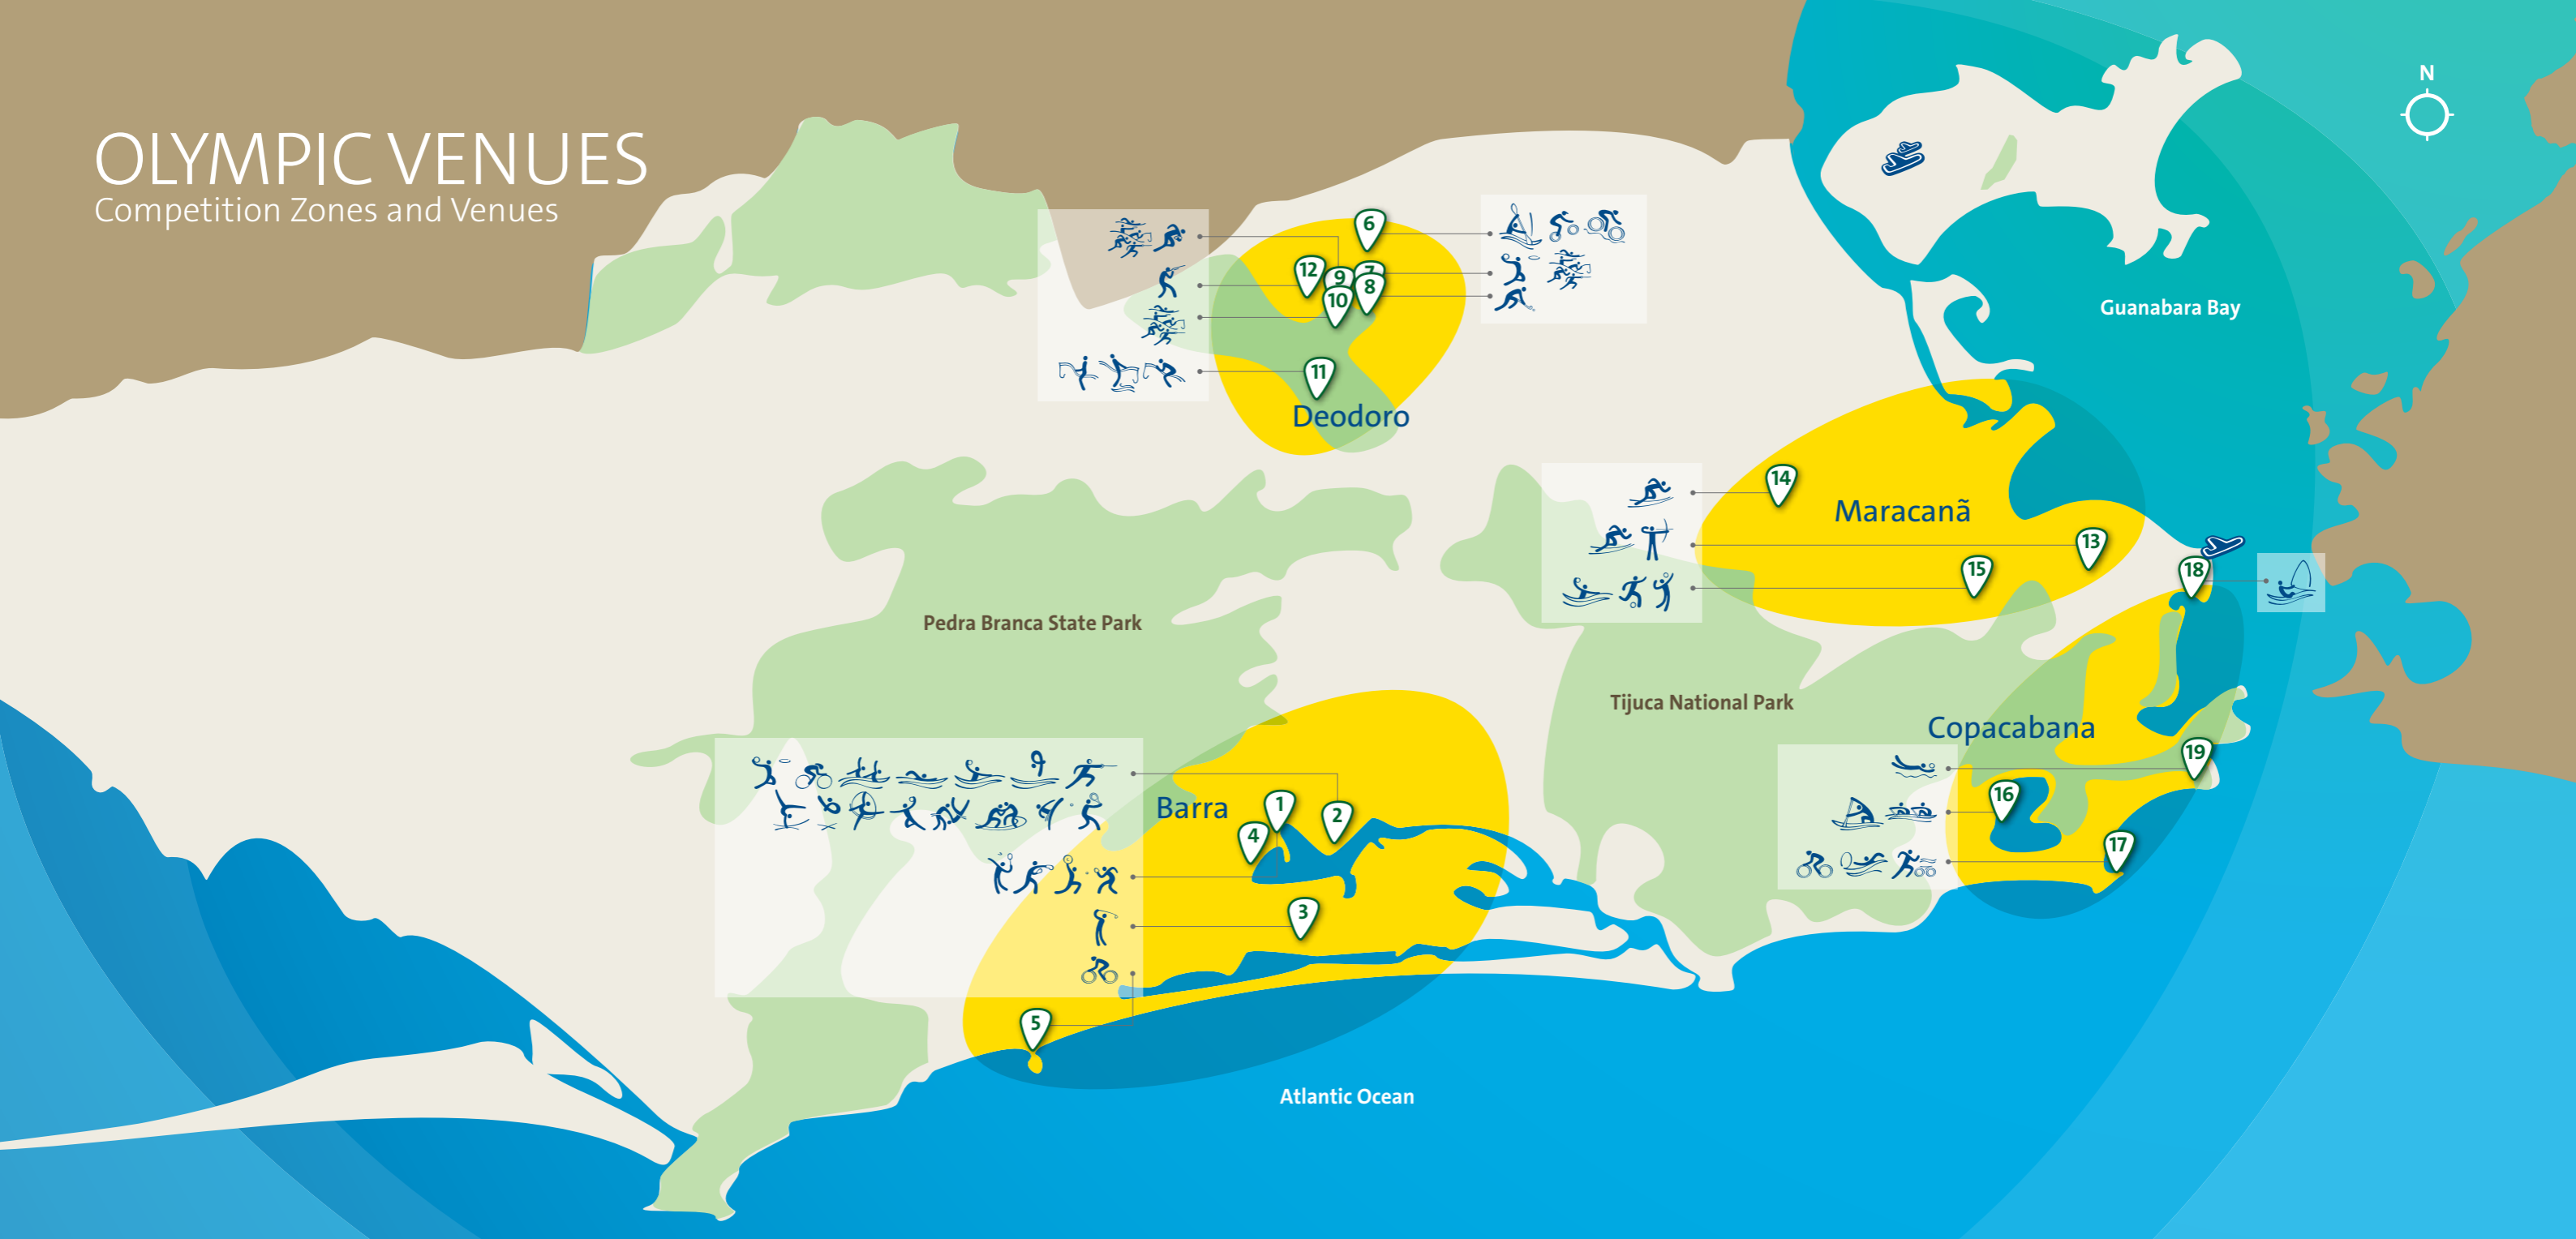 OLYMPIC VENUES
Competition Zones and Venues
N
Guanabara Bay
6
12
9
7
8
10
11
Deodoro
14
Maracanã
13
15
18
Pedra Branca State Park
Tijuca National Park
Copacabana
19
16
17
Barra
1
2
4
3
5
Atlantic Ocean